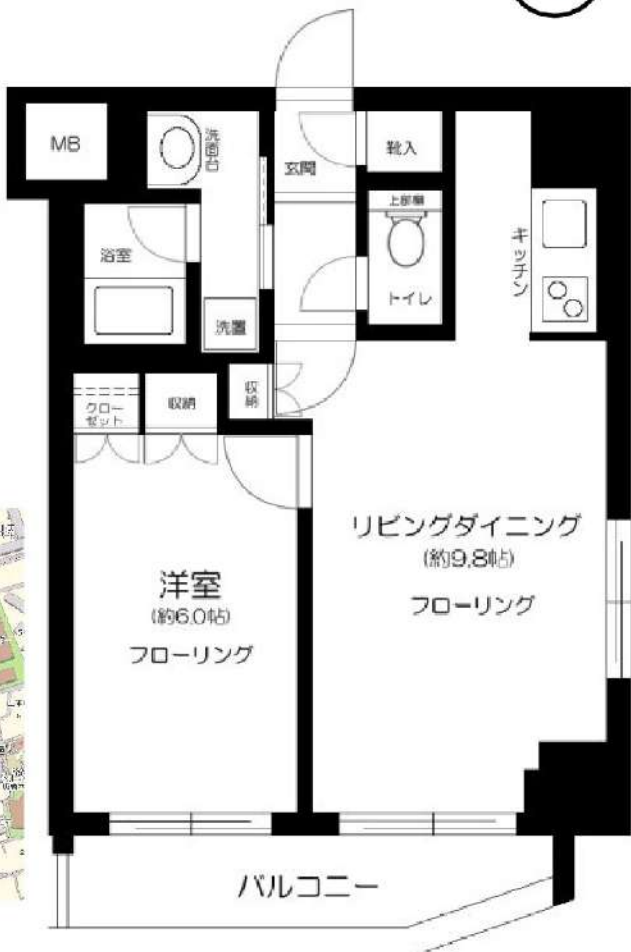 MB
洗面台
玄関
靴入
上部棚
浴室
トイレ
キッチン
洗置
クロー
ゼット
収納
収納
リビングダイニング
(約9.8帖)
フローリング
洋室
(約6.0帖)
フローリング
バルコニー